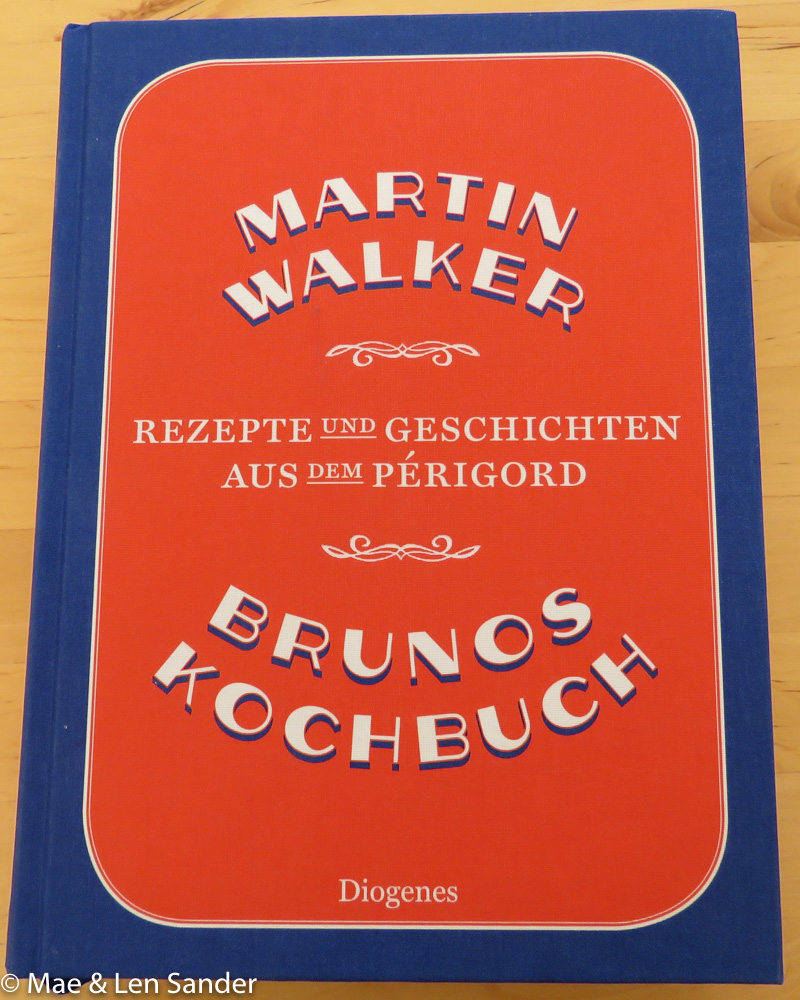 MARTIN
WALKER
REZEPTE UND GESCHICHTEN
AUS DEM PÉRIGORD
BRUNOS
KOCHBUCH
Diogenes
© Mae & Len Sander